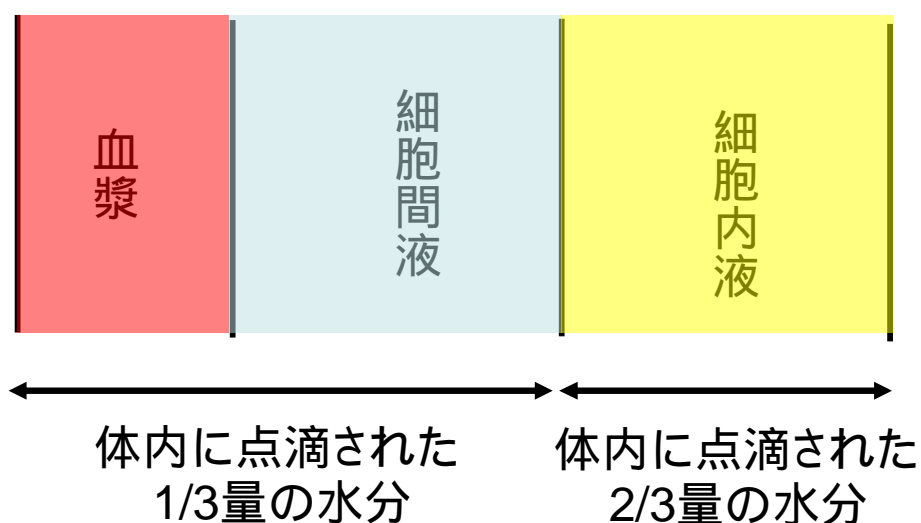 血漿
細胞間液
細胞内液
体内に点滴された
1/3量の水分
体内に点滴された
2/3量の水分